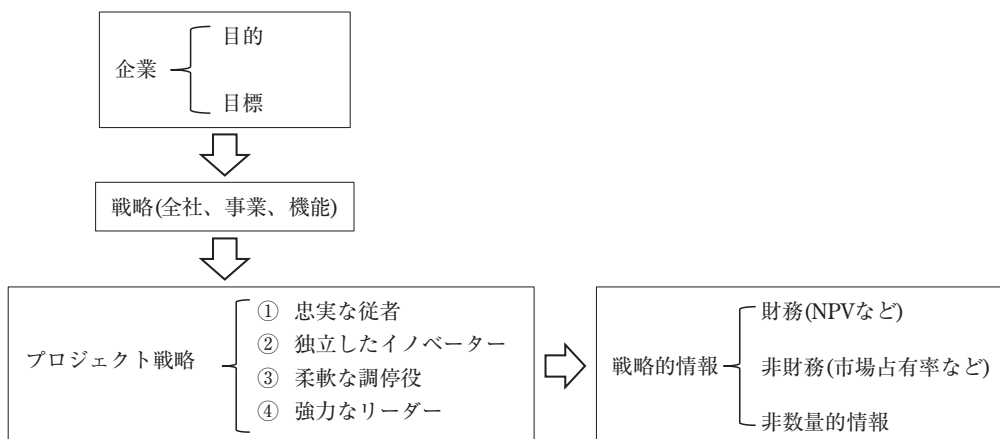 目的
企業
目標
戦略(全社、事業、機能)
プロジェクト戦略
① 忠実な従者
② 独立したイノベーター
③ 柔軟な調停役
④ 強力なリーダー
戦略的情報
財務(NPVなど)
非財務(市場占有率など)
非数量的情報